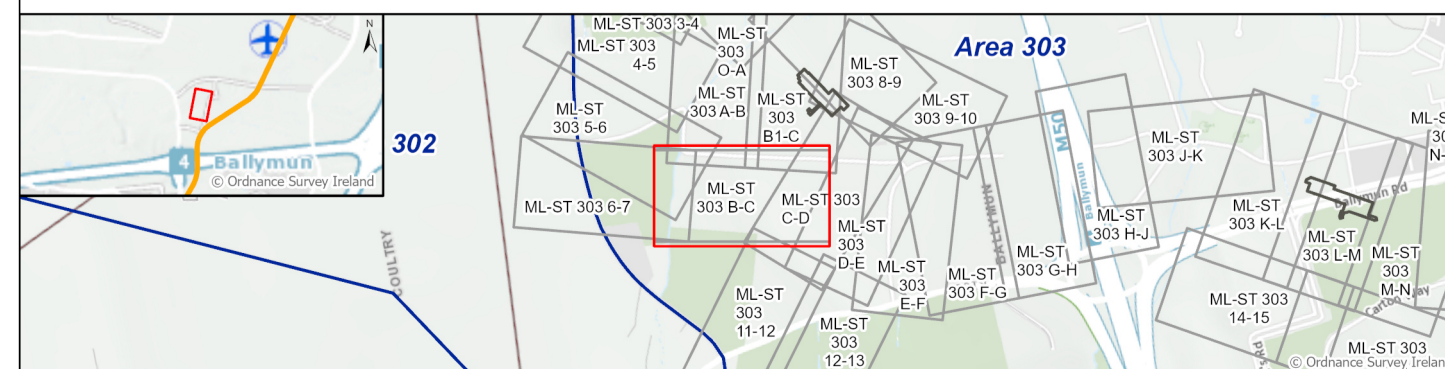 N
4
Ballymun
© Ordnance Survey Ireland
302
COULTRY
Area 303
ML-ST 303 3-4
ML-ST 303
4-5
ML-ST
303
O-A
ML-ST
303 A-B
ML-ST
303
B1-C
ML-ST
303 8-9
ML-ST
303 9-10
ML-ST
303 5-6
ML-ST 303 6-7
ML-ST
303 B-C
ML-ST 303
C-D
ML-ST
303
D-E
ML-ST
303
E-F
ML-ST
303 F-G
BALLYMUN
ML-ST
303 G-H
M50
Ballymun
ML-ST
303 H-J
ML-ST
303 J-K
ML-ST
303 K-L
Ballymun Rd
ML-ST
303 L-M
ML-ST
303
M-N
ML-ST
303
11-12
ML-ST
303
12-13
ML-ST 303
14-15
Carton Way
ML-ST 303
© Ordnance Survey Irelan